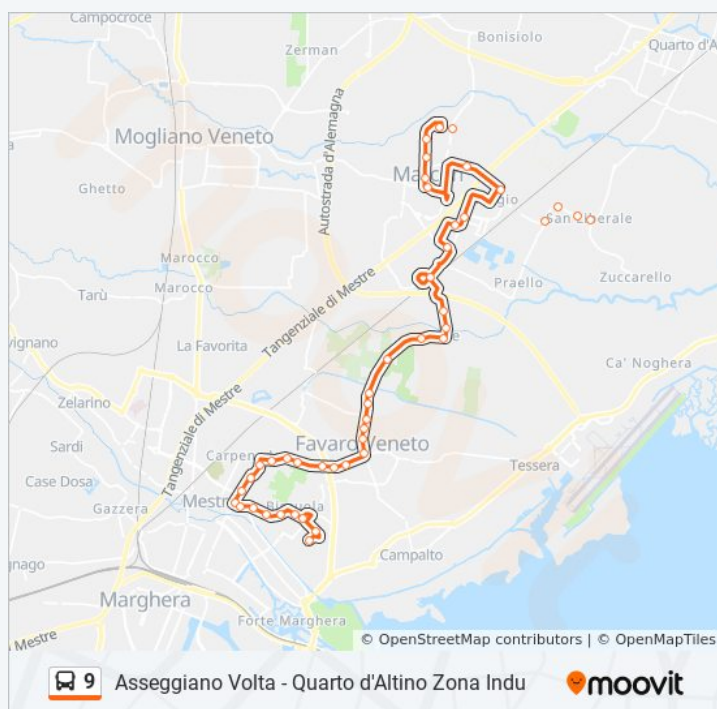 Campocroce
Zerman
Bonisiolo
Quarto d'A
Autostrada d'Alemagna
Mogliano Veneto
Ghetto
San Liberale
Marocco
Zuccarello
Praello
Tarù
Marocco
Tangenziale di Mestre
La Favorita
Ca' Noghera
Zelarino
Tangenziale di Mestre
Favaro Veneto
Sardi
Tessera
Case Dosa
Gazzera
Campalto
Marghera
Forte Marghera
i Mestre
© OpenStreetMap contributors | © OpenMapTiles
9 Asseggiano Volta - Quarto d'Altino Zona Indu
moovit